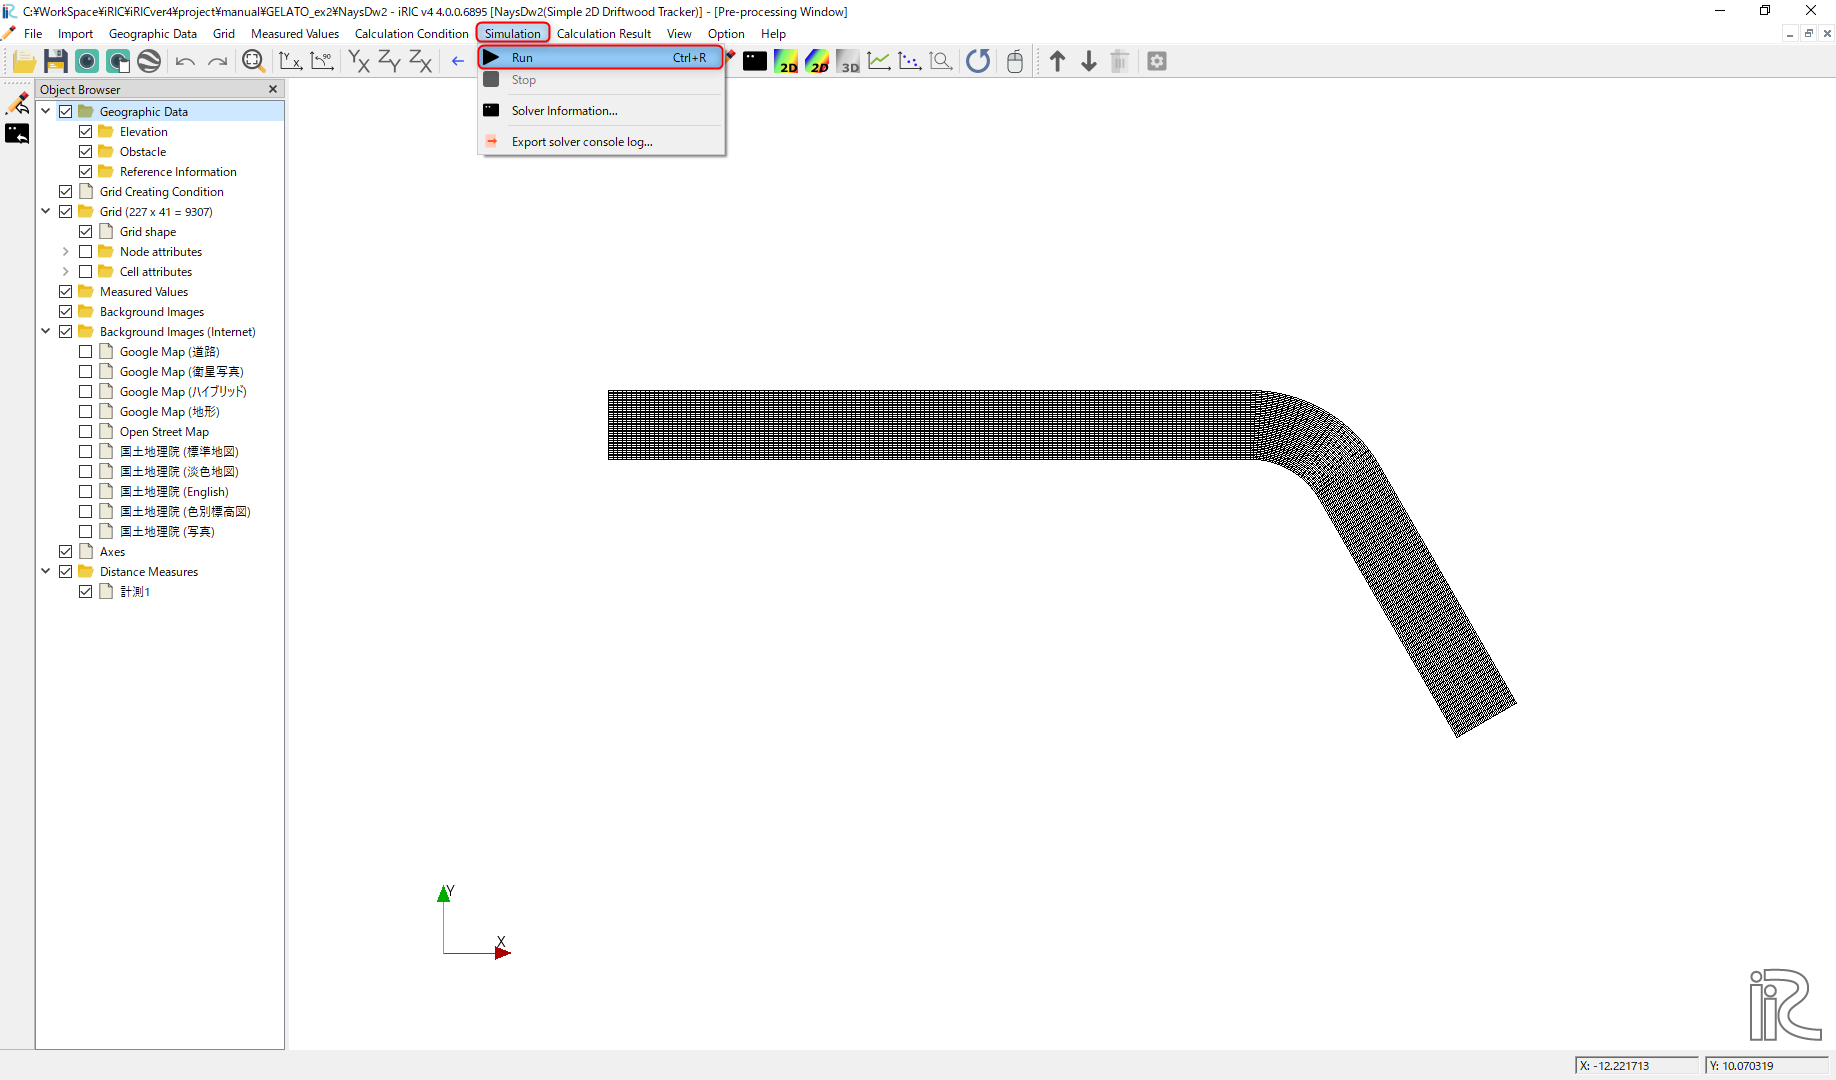 C:¥WorkSpace¥iRIC¥iRICver4¥project¥manual¥GELATO_ex2¥NaysDw2 - iRIC v4 4.0.0.6895 [NaysDw2(Simple 2D Driftwood Tracker)] - [Pre-processing Window]
File Import Geographic Data Grid Measured Values Calculation Condition Simulation Calculation Result View Option Help
Run Ctrl+R
Stop
Solver Information...
Export solver console log...
2D 2D 3D
Object Browser
Geographic Data
Elevation
Obstacle
Reference Information
Grid Creating Condition
Grid (227 x 41 = 9307)
Grid shape
Node attributes
Cell attributes
Measured Values
Background Images
Background Images (Internet)
Google Map (道路)
Google Map (衛星写真)
Google Map (ハイブリッド)
Google Map (地形)
Open Street Map
国土地理院 (標準地図)
国土地理院 (淡色地図)
国土地理院 (English)
国土地理院 (色別標高図)
国土地理院 (写真)
Axes
Distance Measures
計測1
Y
X
iRIC
X: -12.221713
Y: 10.070319